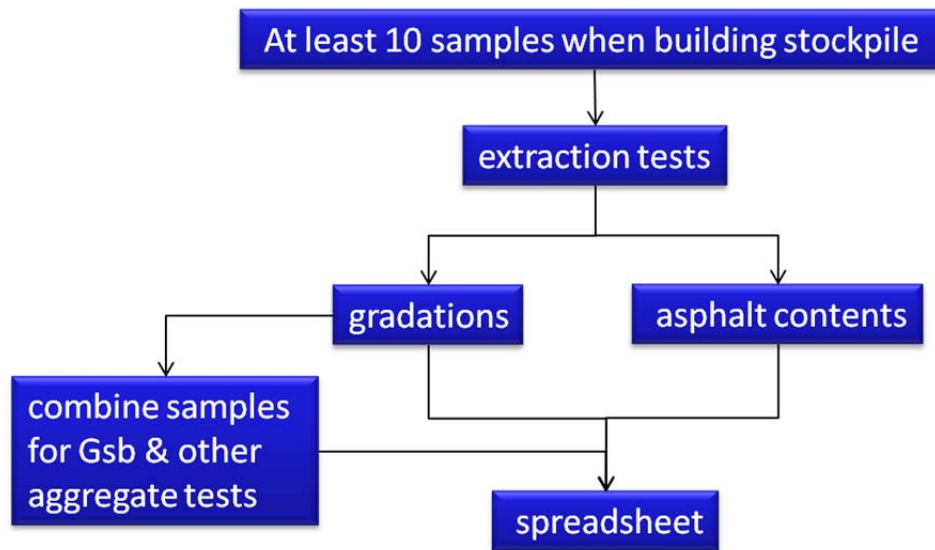 At least 10 samples when building stockpile
extraction tests
gradations
asphalt contents
combine samples
for Gsb & other
aggregate tests
spreadsheet